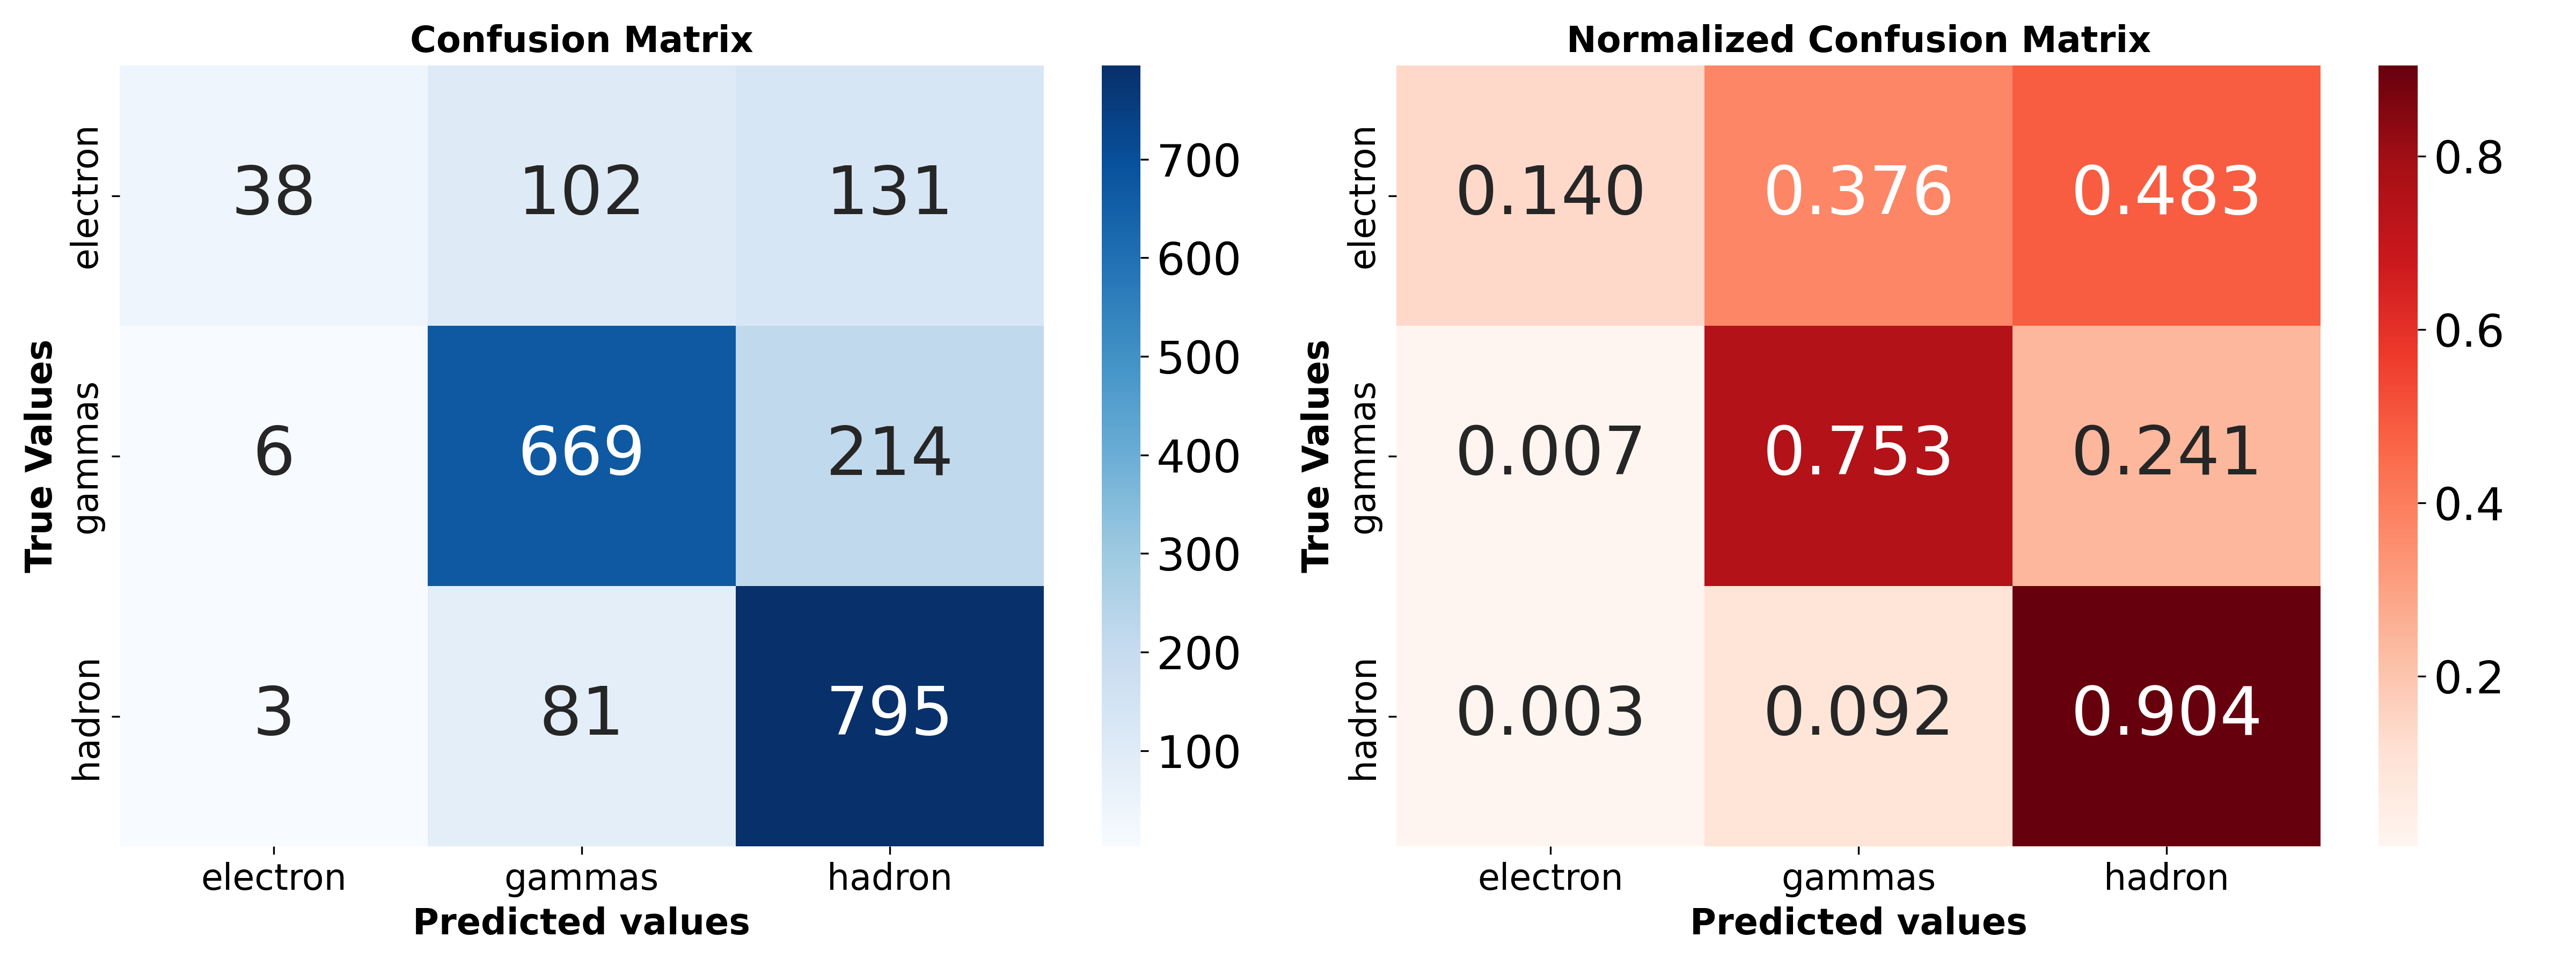 Confusion Matrix
True Values
electron
gammas
hadron
38 102 131
6 669 214
3 81 795
electron gammas hadron
Predicted values
700
600
500
400
300
200
100
Normalized Confusion Matrix
True Values
electron
gammas
hadron
0.140 0.376 0.483
0.007 0.753 0.241
0.003 0.092 0.904
electron gammas hadron
Predicted values
0.8
0.6
0.4
0.2